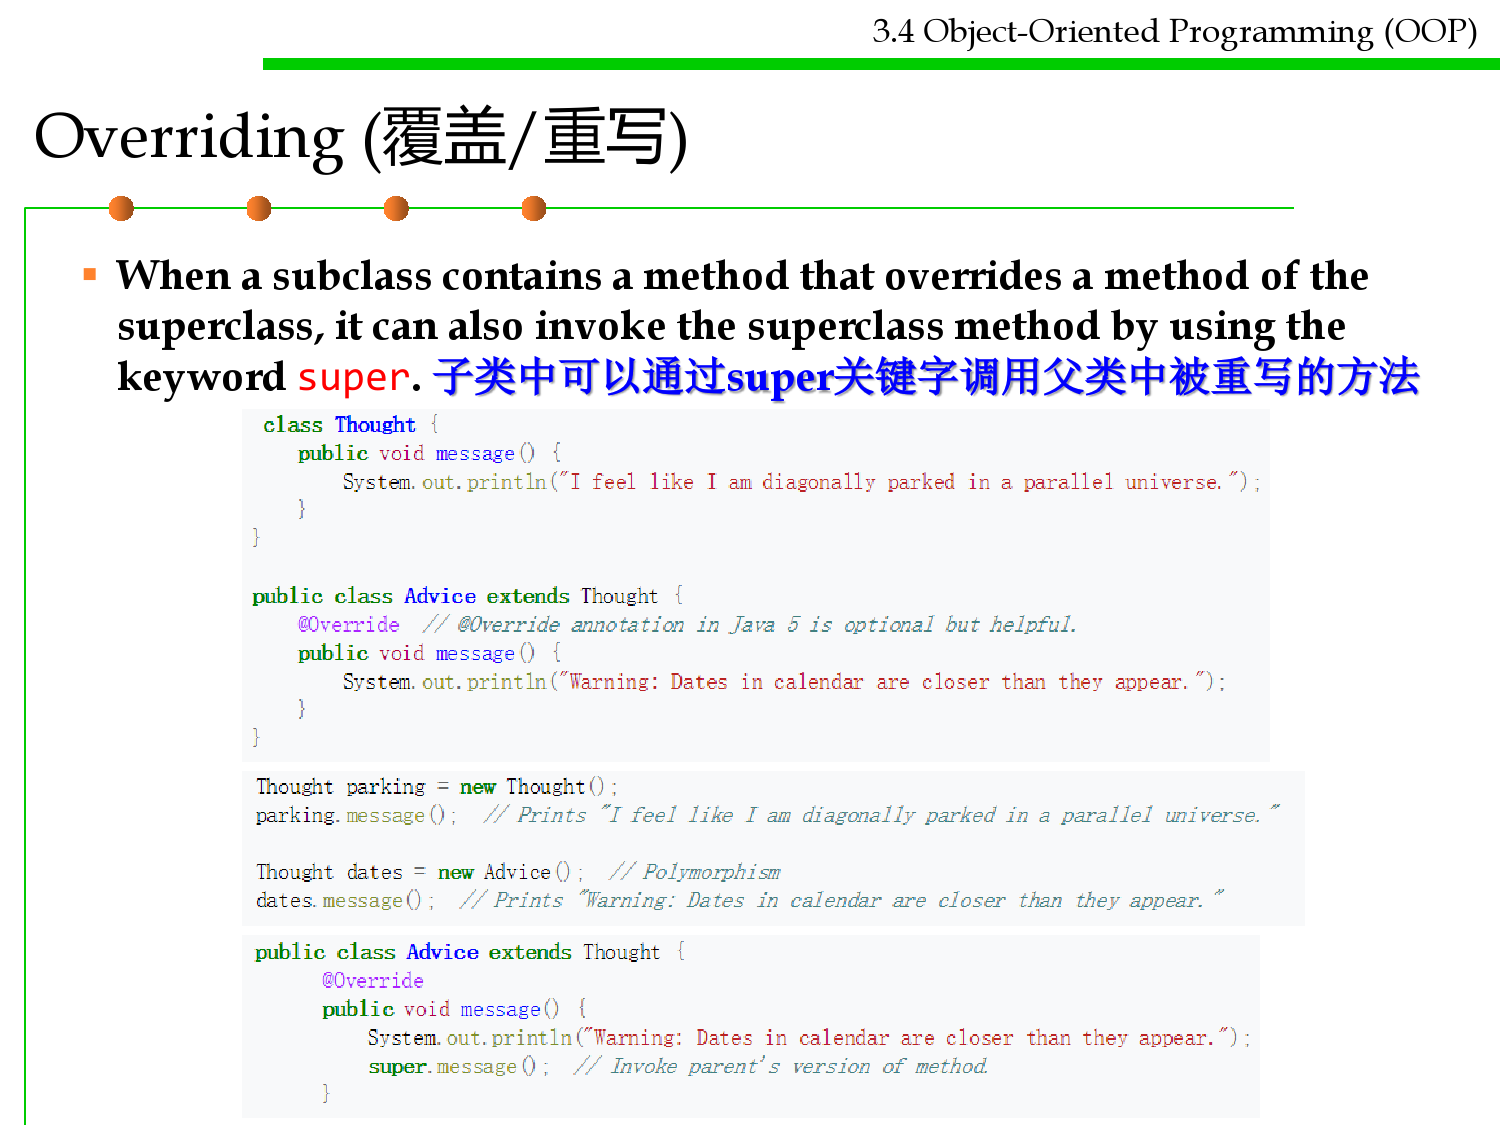 3.4 Object-Oriented Programming (OOP)
Overriding (覆盖/重写)
When a subclass contains a method that overrides a method of the
superclass, it can also invoke the superclass method by using the
keyword super. 子类中可以通过super关键字调用父类中被重写的方法
class Thought {
public void message() {
System.out.println("I feel like I am diagonally parked in a parallel universe.");
}
}
public class Advice extends Thought {
@Override // @Override annotation in Java 5 is optional but helpful.
public void message() {
System.out.println("Warning: Dates in calendar are closer than they appear.");
}
}
Thought parking = new Thought();
parking.message(); // Prints "I feel like I am diagonally parked in a parallel universe."
Thought dates = new Advice(); // Polymorphism
dates.message(); // Prints "Warning: Dates in calendar are closer than they appear."
public class Advice extends Thought {
@Override
public void message() {
System.out.println("Warning: Dates in calendar are closer than they appear.");
super.message(); // Invoke parent's version of method.
}